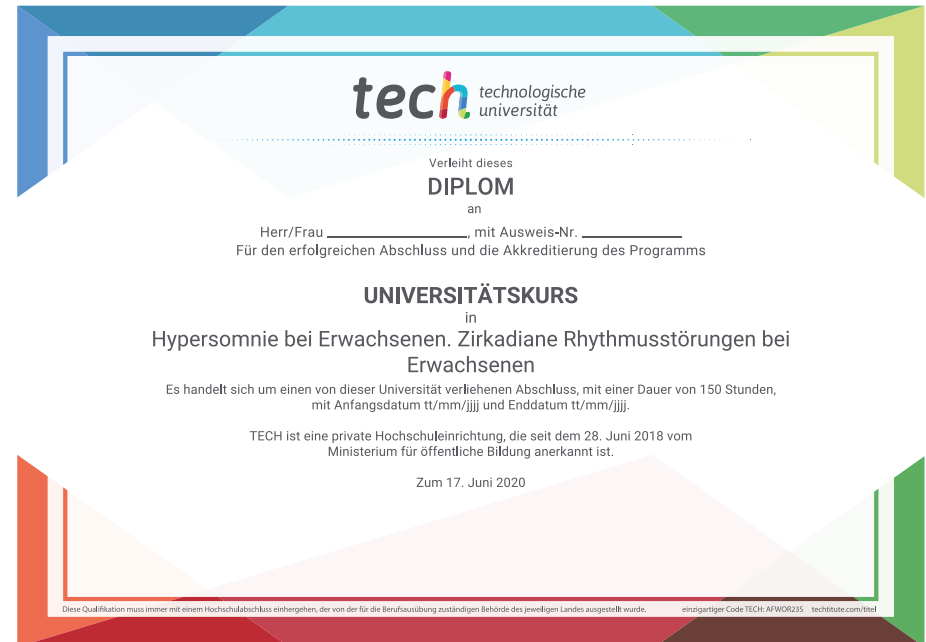 tech technologische
universität
Verleiht dieses
DIPLOM
an
Herr/Frau ____________________, mit Ausweis-Nr. ______________
Für den erfolgreichen Abschluss und die Akkreditierung des Programms
UNIVERSITÄTSKURS
in
Hypersomnie bei Erwachsenen. Zirkadiane Rhythmusstörungen bei
Erwachsenen
Es handelt sich um einen von dieser Universität verliehenen Abschluss, mit einer Dauer von 150 Stunden,
mit Anfangsdatum tt/mm/jjjj und Enddatum tt/mm/jjjj.
TECH ist eine private Hochschuleinrichtung, die seit dem 28. Juni 2018 vom
Ministerium für öffentliche Bildung anerkannt ist.
Zum 17. Juni 2020
Diese Qualifikation muss immer mit einem Hochschulabschluss einhergehen, der von der für die Berufsausübung zuständigen Behörde des jeweiligen Landes ausgestellt wurde. einzigartiger Code TECH: AFWOR235 techtitute.com/titel